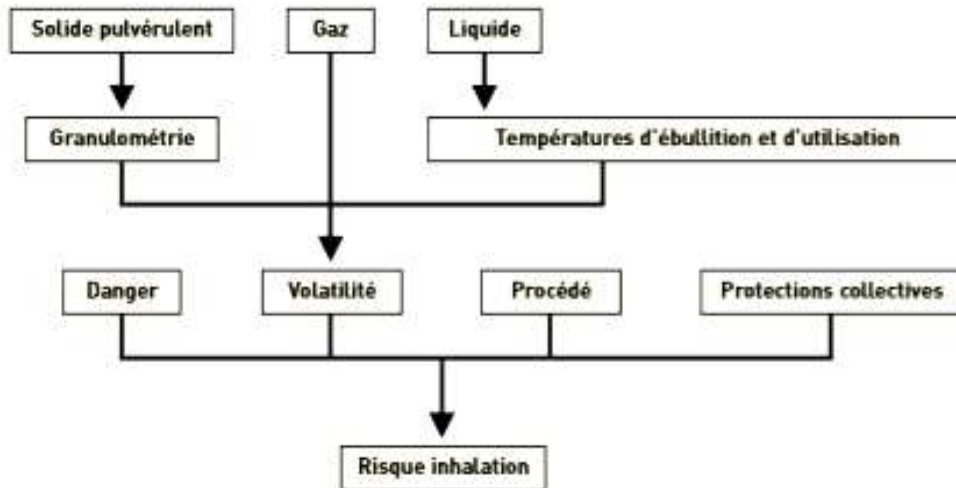 Solide pulvérulent
Gaz
Liquide
Granulométrie
Températures d'ébullition et d'utilisation
Danger
Volatilité
Procédé
Protections collectives
Risque inhalation